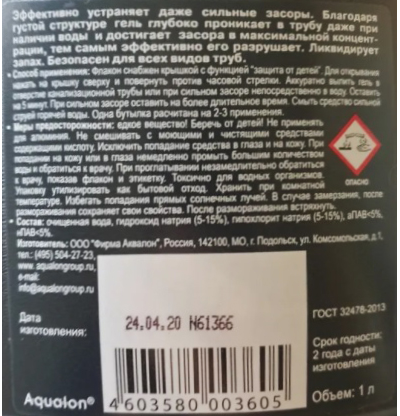 Эффективно устраняет даже сильные засоры. Благодаря
густой структуре гель глубоко проникает в трубу даже при
наличии воды и достигает засора в максимальной концент-
рации, тем самым эффективно его разрушает. Ликвидирует
запах. Безопасен для всех видов труб.
• Способ применения: флакон снабжен крышкой с функцией "защита от детей". Для открывания
нажать на крышку сверху и повернуть против часовой стрелки. Аккуратно вылить гель в
отверстие канализационной трубы или при сильном засоре непосредственно в воду. Оставить
на 5 минут. При сильном засоре оставить на более длительное время. Смыть средство сильной
струей горячей воды. Одна бутылка расчитана на 2-3 применения.
• Меры предосторожности: едкое вещество! Беречь от детей! Не применять
для алюминия. Не смешивать с моющими и чистящими средствами
содержащими кислоту. Исключить попадание средства в глаза и на кожу. При
попадании на кожу или в глаза немедленно промыть большим количеством
воды и обратиться к врачу. При проглатывании незамедлительно обратиться
к врачу, показав флакон и этикетку. Токсично для водных организмов.
Упаковку утилизировать как бытовой отход. Хранить при комнатной
температуре. Избегать попадания прямых солнечных лучей. В случае замерзания, после
размораживания сохраняет свои свойства. После размораживания встряхнуть.
• Состав: очищенная вода, гидроксид натрия (5-15%), гипохлорит натрия (5-15%), аПАВ<5%,
нПАВ<5%.
Изготовитель: ООО "Фирма Аквалон", Россия, 142100, МО, г. Подольск, ул. Комсомольская, д.1,
тел.: (495) 504-27-23,
www.aqualongroup.ru,
e-mail:
info@aqualongroup.ru
ОПАСНО
Дата
изготовления:
24.04.20 N61366
ГОСТ 32478-2013
Срок годности:
2 года с даты
изготовления
Объем: 1 л
Aqualon®
4 603580 003605